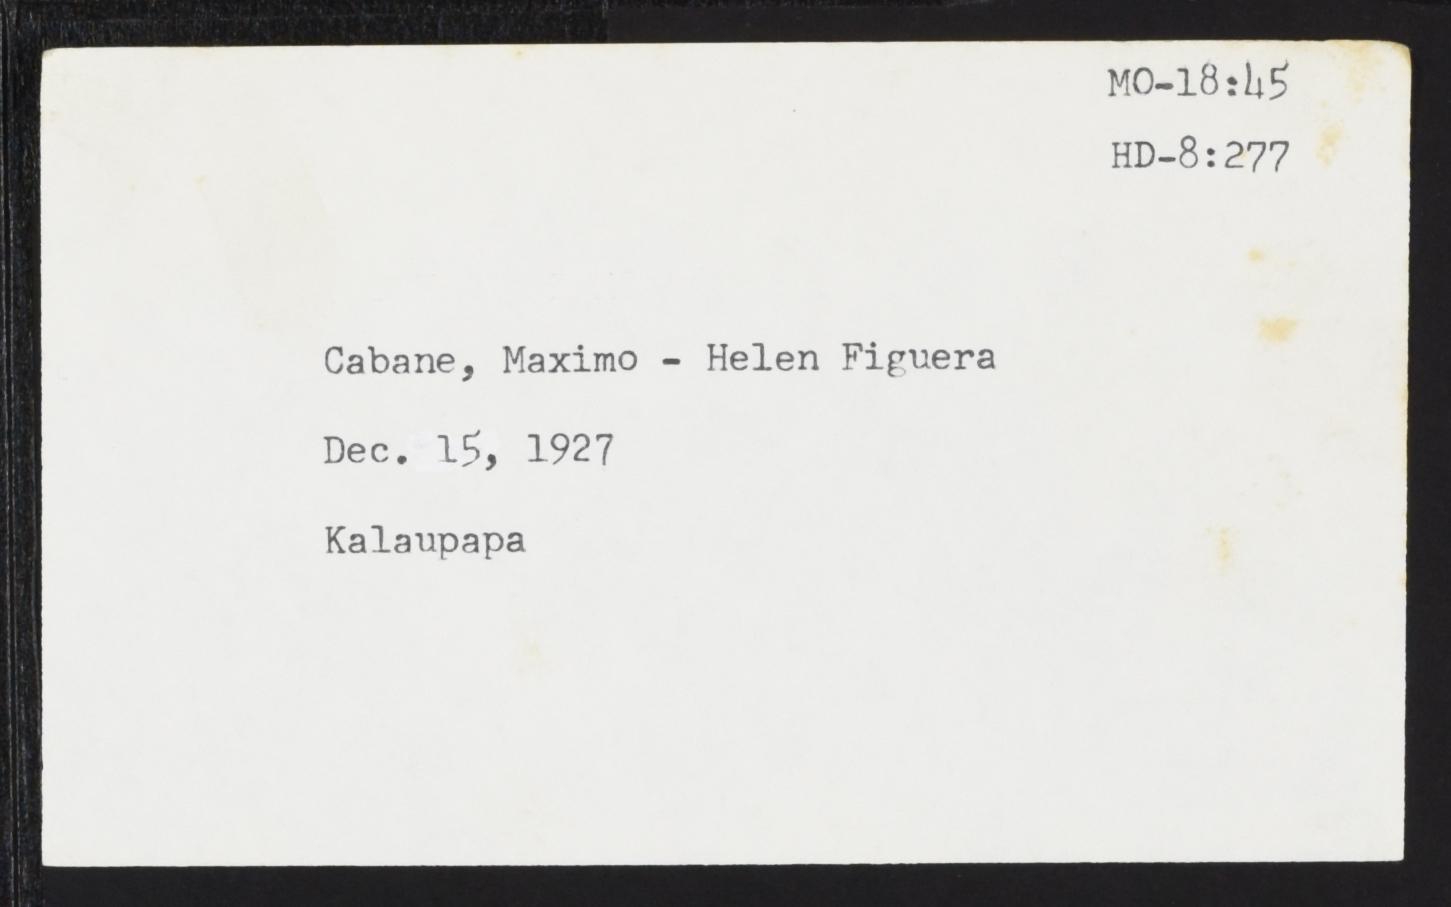 MO-18:45
HD-8:277
Cabane, Maximo - Helen Figuera
Dec. 15, 1927
Kalaupapa